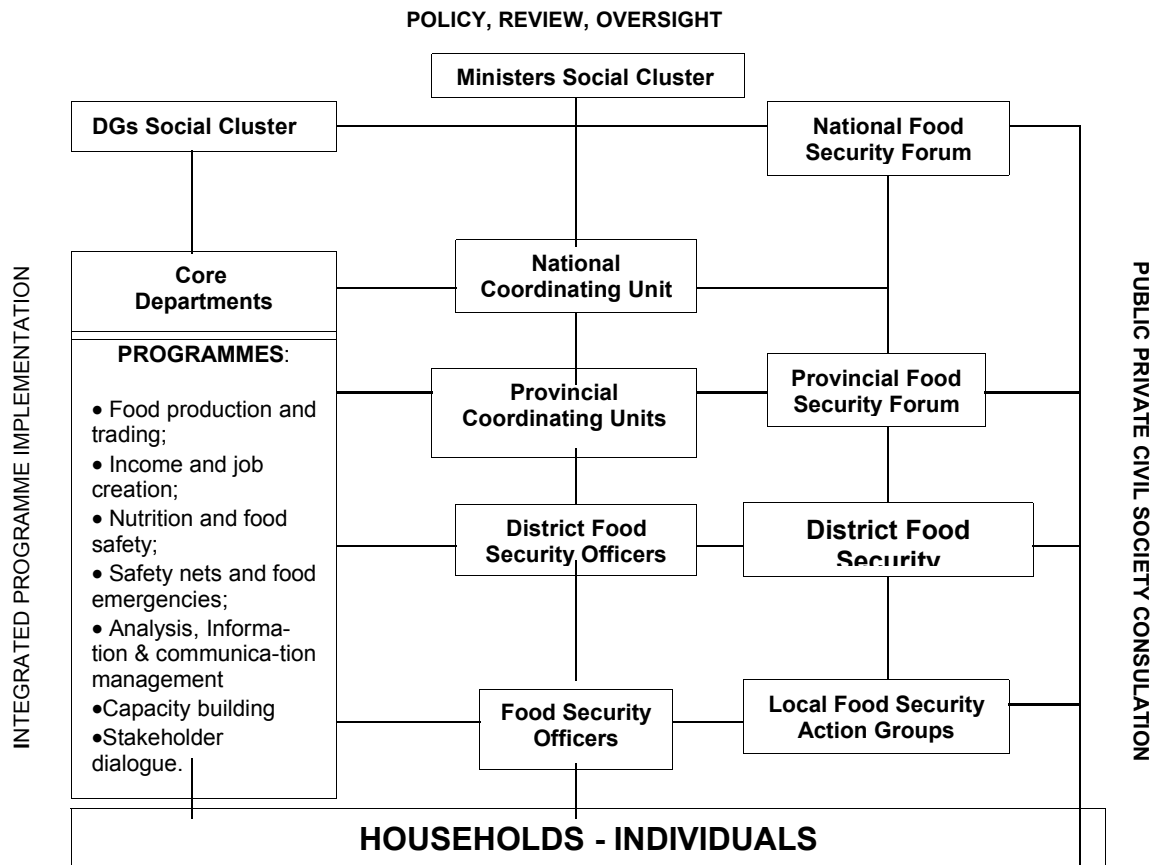 POLICY, REVIEW, OVERSIGHT
Ministers Social Cluster
DGs Social Cluster
National Food
Security Forum
INTEGRATED PROGRAMME IMPLEMENTATION
Core
Departments
National
Coordinating Unit
PROGRAMMES:
• Food production and
trading;
• Income and job
creation;
• Nutrition and food
safety;
• Safety nets and food
emergencies;
• Analysis, Informa-
tion & communica-tion
management
•Capacity building
•Stakeholder
dialogue.
Provincial
Coordinating Units
Provincial Food
Security Forum
District Food
Security Officers
District Food
Security
Food Security
Officers
Local Food Security
Action Groups
PUBLIC PRIVATE CIVIL SOCIETY CONSULATION
HOUSEHOLDS - INDIVIDUALS